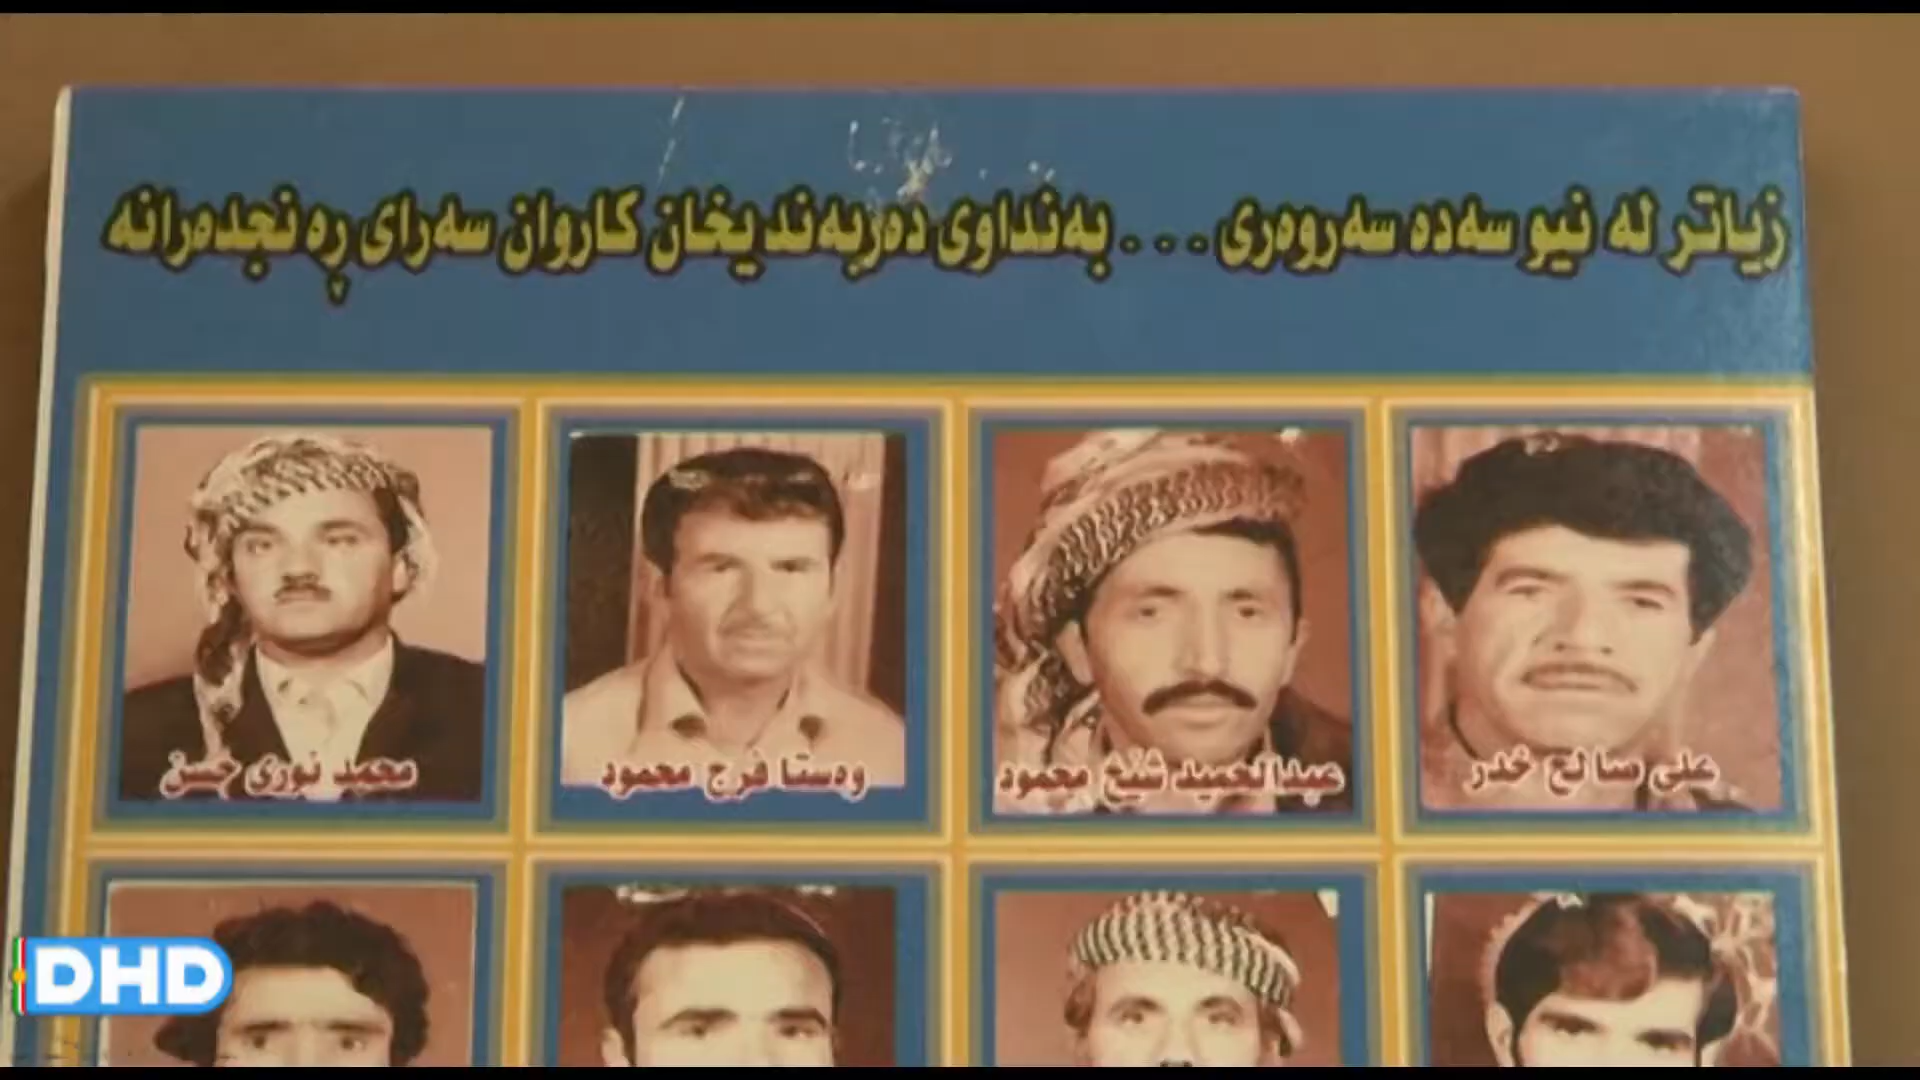 زیاتر لە نیو سەدە سەروەری . . . بەنداوی دەربەندیخان کاروان سەرای ڕەنجدەرانە
علی صالح خدر
عبدالحمید شیخ محمود
وەستا فرج محمود
محمد نوری حسن
DHD